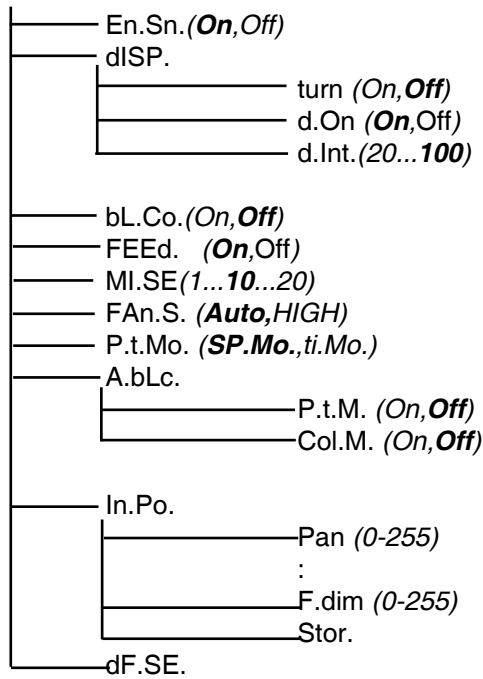 En.Sn.(On,Off)
dISP.
turn (On,Off)
d.On (On,Off)
d.Int.(20...100)
bL.Co.(On,Off)
FEEd. (On,Off)
MI.SE(1...10...20)
FAn.S. (Auto,HIGH)
P.t.Mo. (SP.Mo.,ti.Mo.)
A.bLc.
P.t.M. (On,Off)
Col.M. (On,Off)
In.Po.
Pan (0-255)
:
F.dim (0-255)
Stor.
dF.SE.